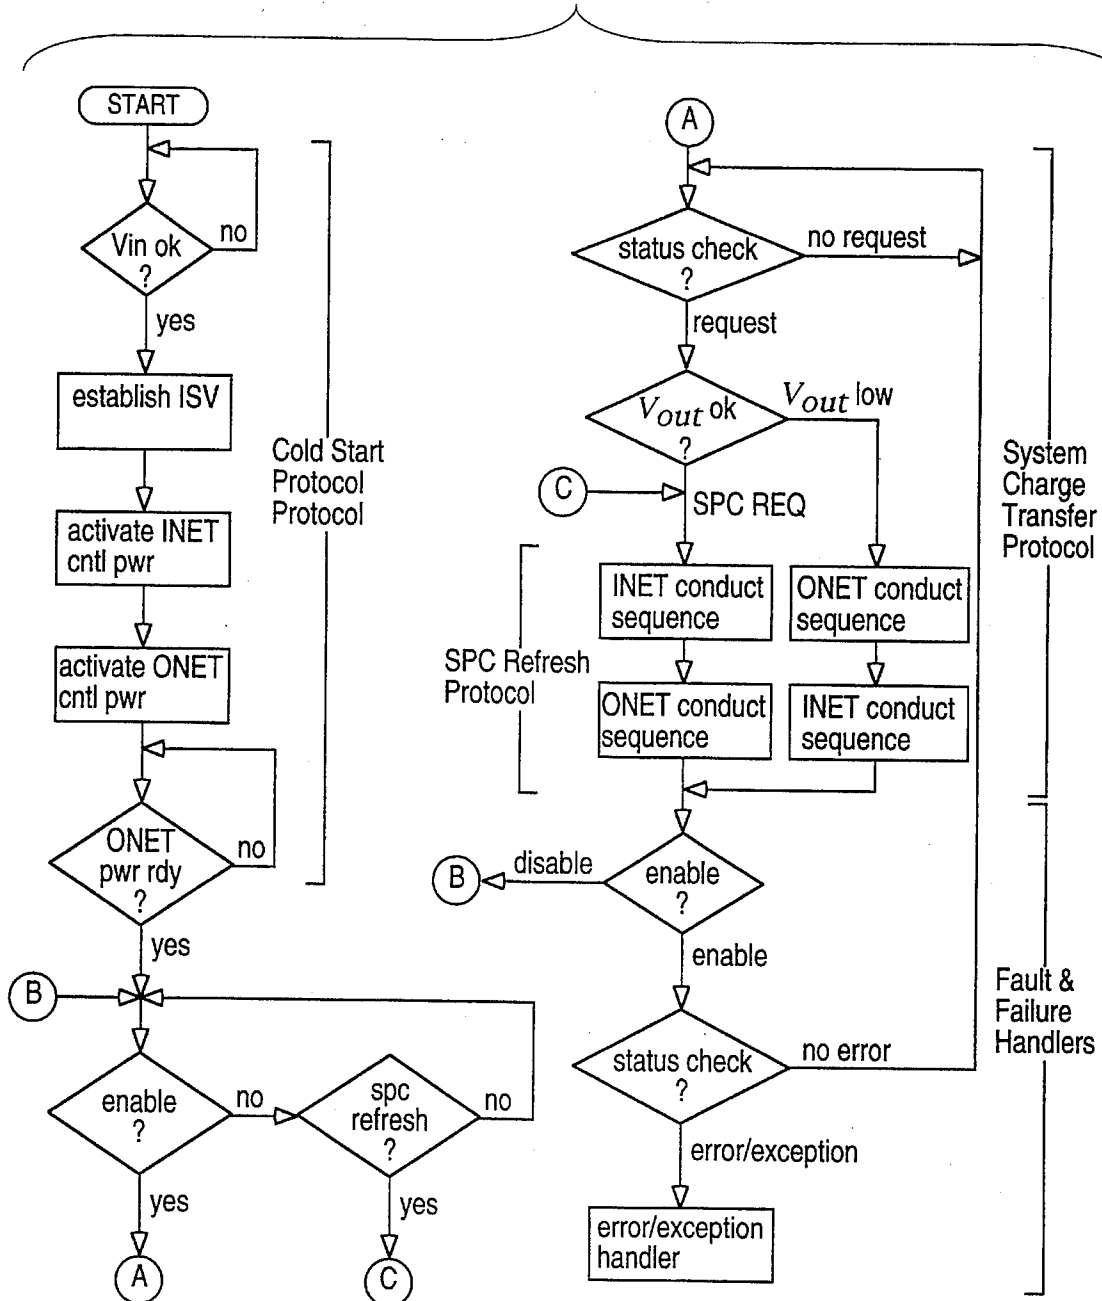 START
Vin ok
?
no
yes
establish ISV
activate INET
cntl pwr
activate ONET
cntl pwr
ONET
pwr rdy
?
no
yes
Cold Start
Protocol
Protocol
B
enable
?
no
yes
A
spc
refresh
?
no
yes
C
A
status check
?
no request
request
Vout ok
?
Vout low
C
SPC REQ
INET conduct
sequence
ONET conduct
sequence
ONET conduct
sequence
INET conduct
sequence
SPC Refresh
Protocol
System
Charge
Transfer
Protocol
enable
?
disable
B
enable
status check
?
no error
error/exception
error/exception
handler
Fault &
Failure
Handlers